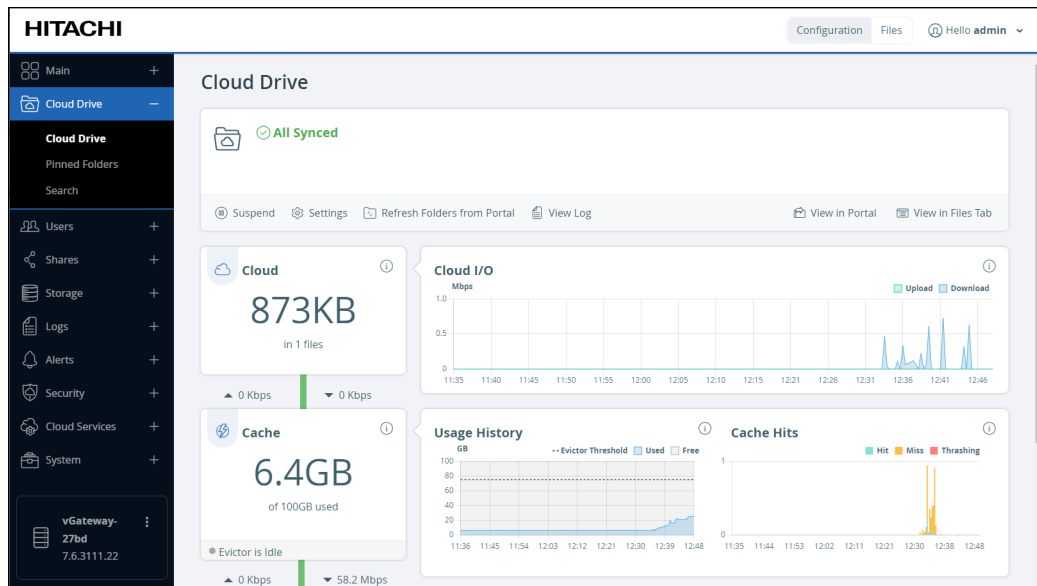 HITACHI
Configuration Files Hello admin
Main
Cloud Drive
Cloud Drive
Pinned Folders
Search
Users
Shares
Storage
Logs
Alerts
Security
Cloud Services
System
vGateway-
27bd
7.6.3111.22
Cloud Drive
All Synced
Suspend Settings Refresh Folders from Portal View Log View in Portal View in Files Tab
Cloud
873KB
in 1 files
0 Kbps 0 Kbps
Cloud I/O
Mbps
Upload Download
1.0
0.5
0
11:35 11:40 11:45 11:50 11:55 12:00 12:05 12:10 12:15 12:21 12:26 12:31 12:36 12:41 12:46
Cache
6.4GB
of 100GB used
Evictor is Idle
0 Kbps 58.2 Mbps
Usage History
GB
Evictor Threshold Used Free
100
80
60
40
20
0
11:36 11:45 11:54 12:03 12:12 12:21 12:30 12:39 12:48
Cache Hits
Hit Miss Thrashing
1
0
11:35 11:44 11:53 12:02 12:11 12:21 12:30 12:38 12:48